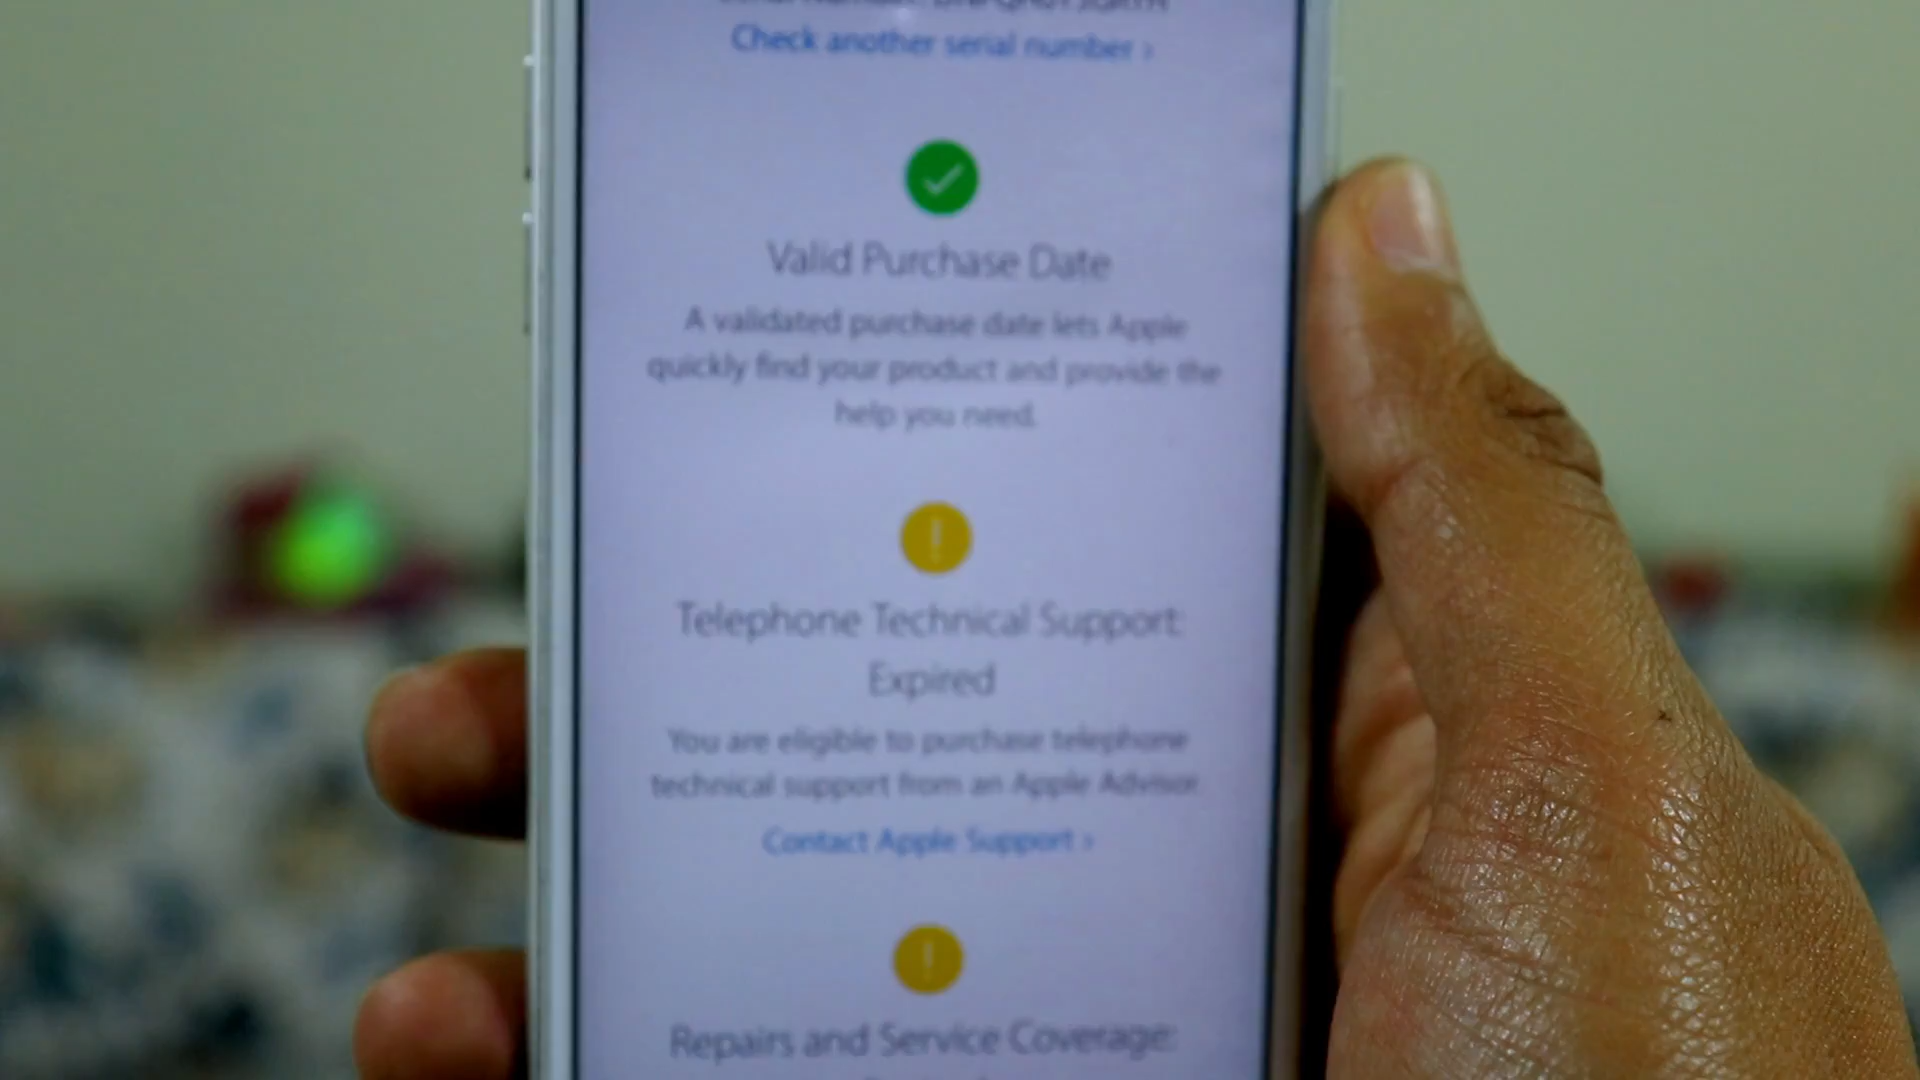 Check another serial number ›
Valid Purchase Date
A validated purchase date lets Apple
quickly find your product and provide the
help you need.
Telephone Technical Support:
Expired
You are eligible to purchase telephone
technical support from an Apple Advisor.
Contact Apple Support ›
Repairs and Service Coverage: